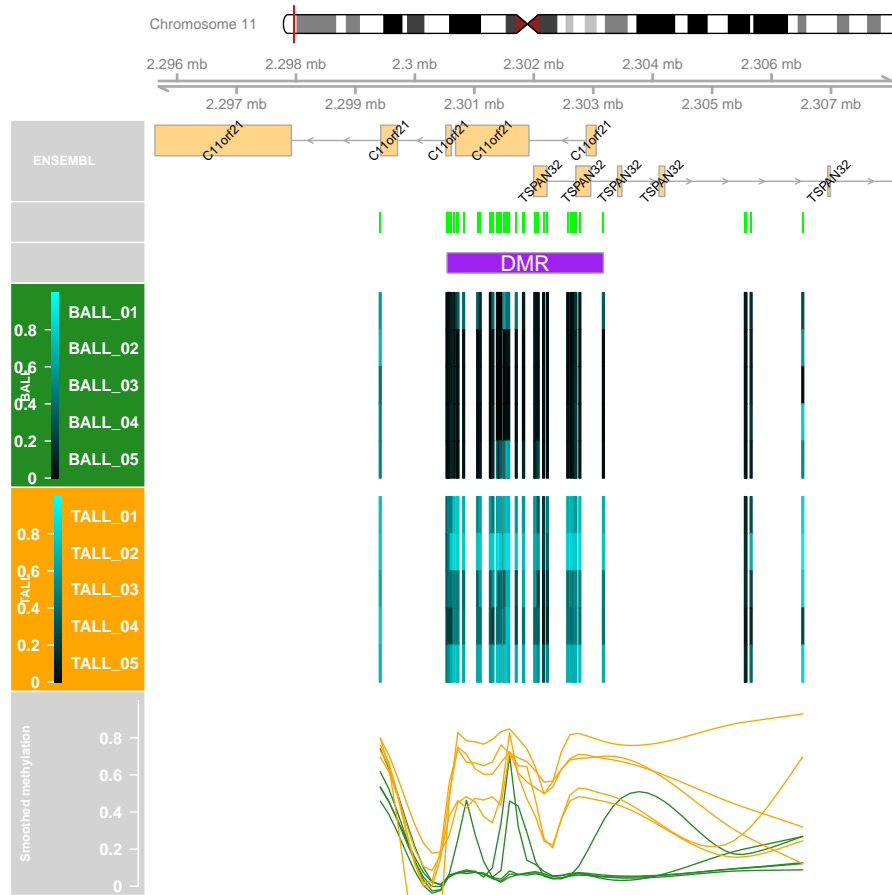 Chromosome 11
2.296 mb
2.298 mb
2.3 mb
2.302 mb
2.304 mb
2.306 mb
2.297 mb
2.299 mb
2.301 mb
2.303 mb
2.305 mb
2.307 mb
ENSEMBL
C11orf21
C11orf21
C11orf21
C11orf21
C11orf21
TSPAN32
TSPAN32
TSPAN32
TSPAN32
TSPAN32
DMR
BALL
0.8
0.6
0.4
0.2
0
BALL_01
BALL_02
BALL_03
BALL_04
BALL_05
TALL
0.8
0.6
0.4
0.2
0
TALL_01
TALL_02
TALL_03
TALL_04
TALL_05
Smoothed methylation
0.8
0.6
0.4
0.2
0